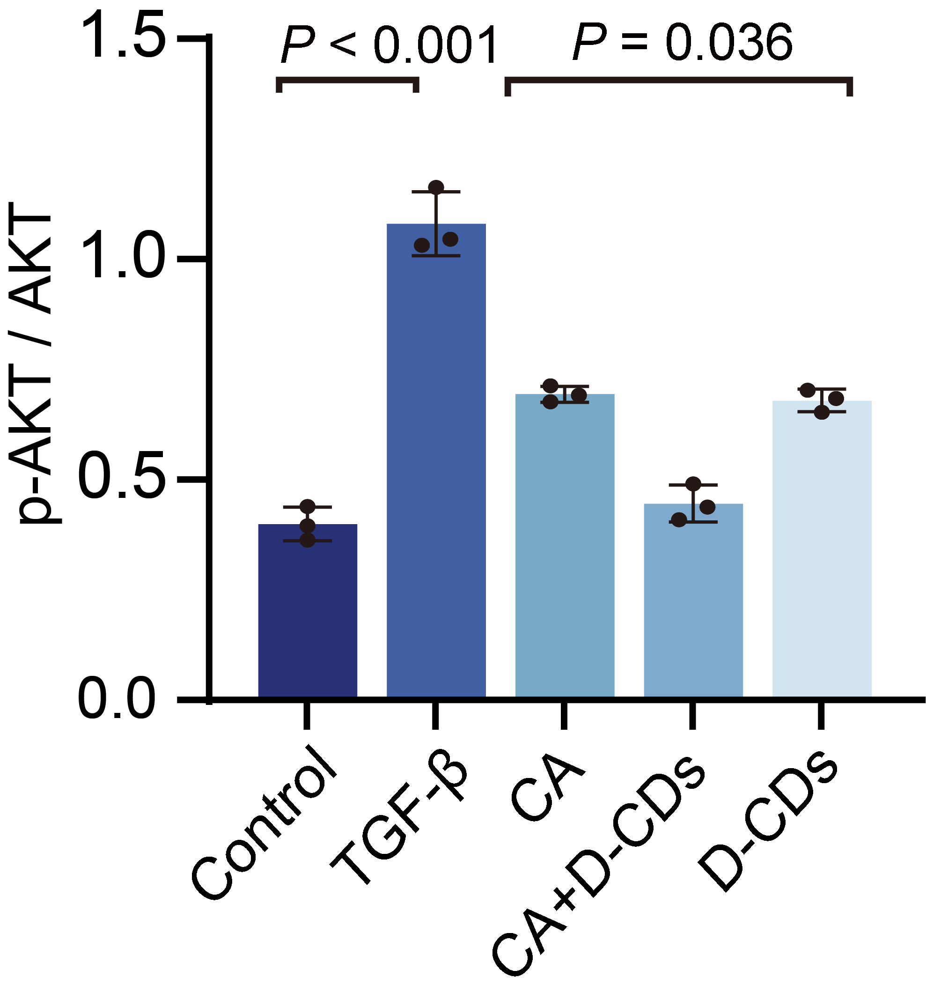 P < 0.001
P = 0.036
p-AKT / AKT
1.5
1.0
0.5
0.0
Control
TGF-β
CA
CA+D-CDs
D-CDs